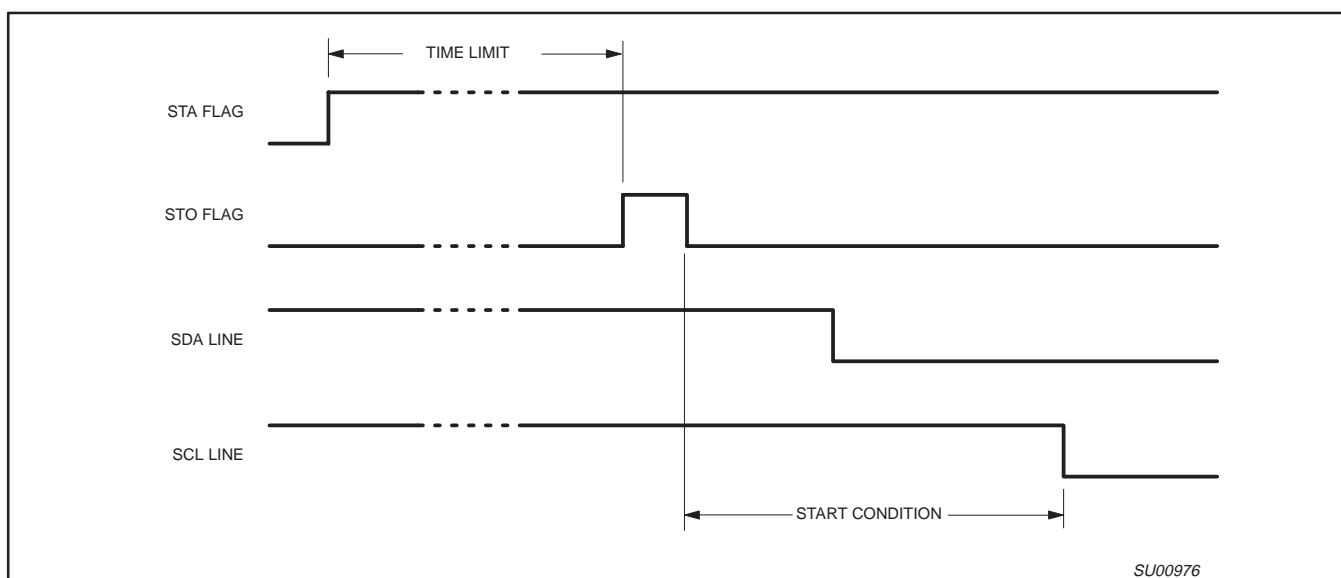 TIME LIMIT
STA FLAG
STO FLAG
SDA LINE
SCL LINE
START CONDITION
SU00976